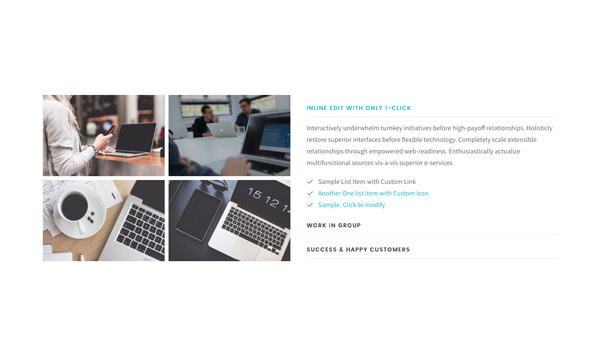 15 12
INLINE EDIT WITH ONLY 1-CLICK
Interactively underwhelm turnkey initiatives before high-payoff relationships. Holisticly
restore superior interfaces before flexible technology. Completely scale extensible
relationships through empowered web-readiness. Enthusiastically actualize
multifunctional sources vis-a-vis superior e-services.
Sample List Item with Custom Link
Another One list item with Custom Icon
Sample. Click to modify
WORK IN GROUP
SUCCESS & HAPPY CUSTOMERS